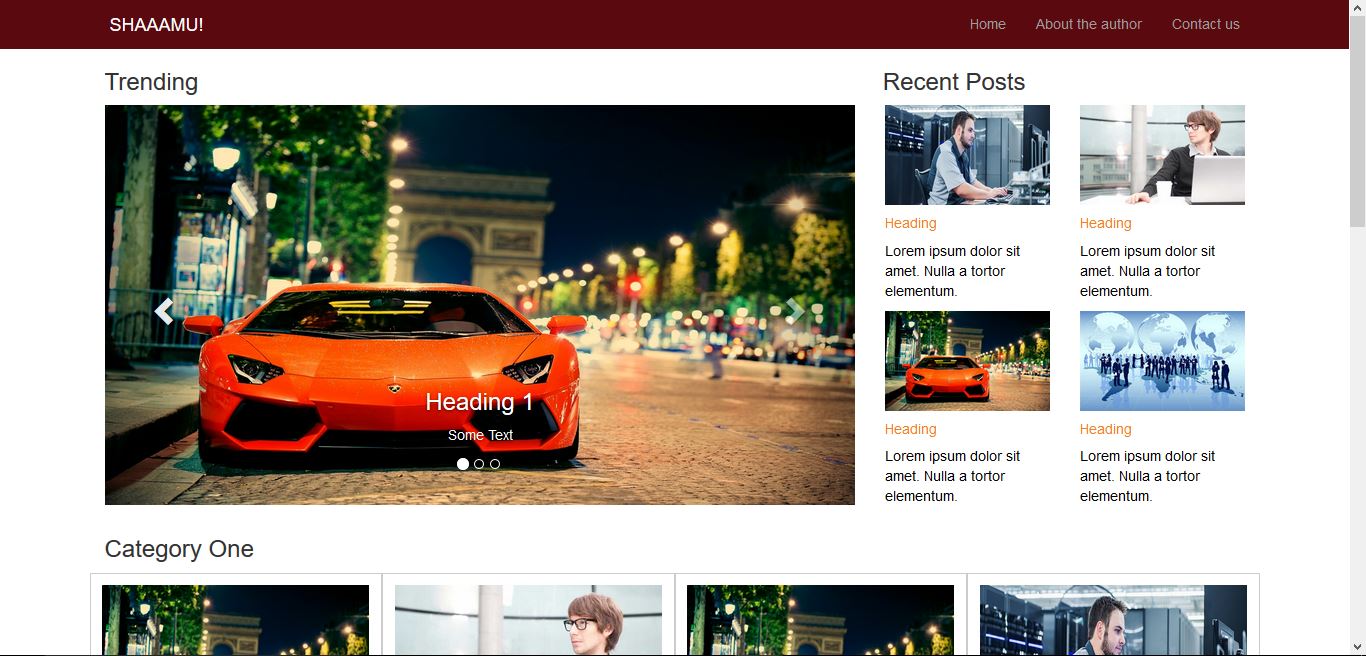 SHAAAMU!
Home
About the author
Contact us
Trending
Heading 1
Some Text
Recent Posts
Heading
Lorem ipsum dolor sit
amet. Nulla a tortor
elementum.
Heading
Lorem ipsum dolor sit
amet. Nulla a tortor
elementum.
Heading
Lorem ipsum dolor sit
amet. Nulla a tortor
elementum.
Heading
Lorem ipsum dolor sit
amet. Nulla a tortor
elementum.
Category One